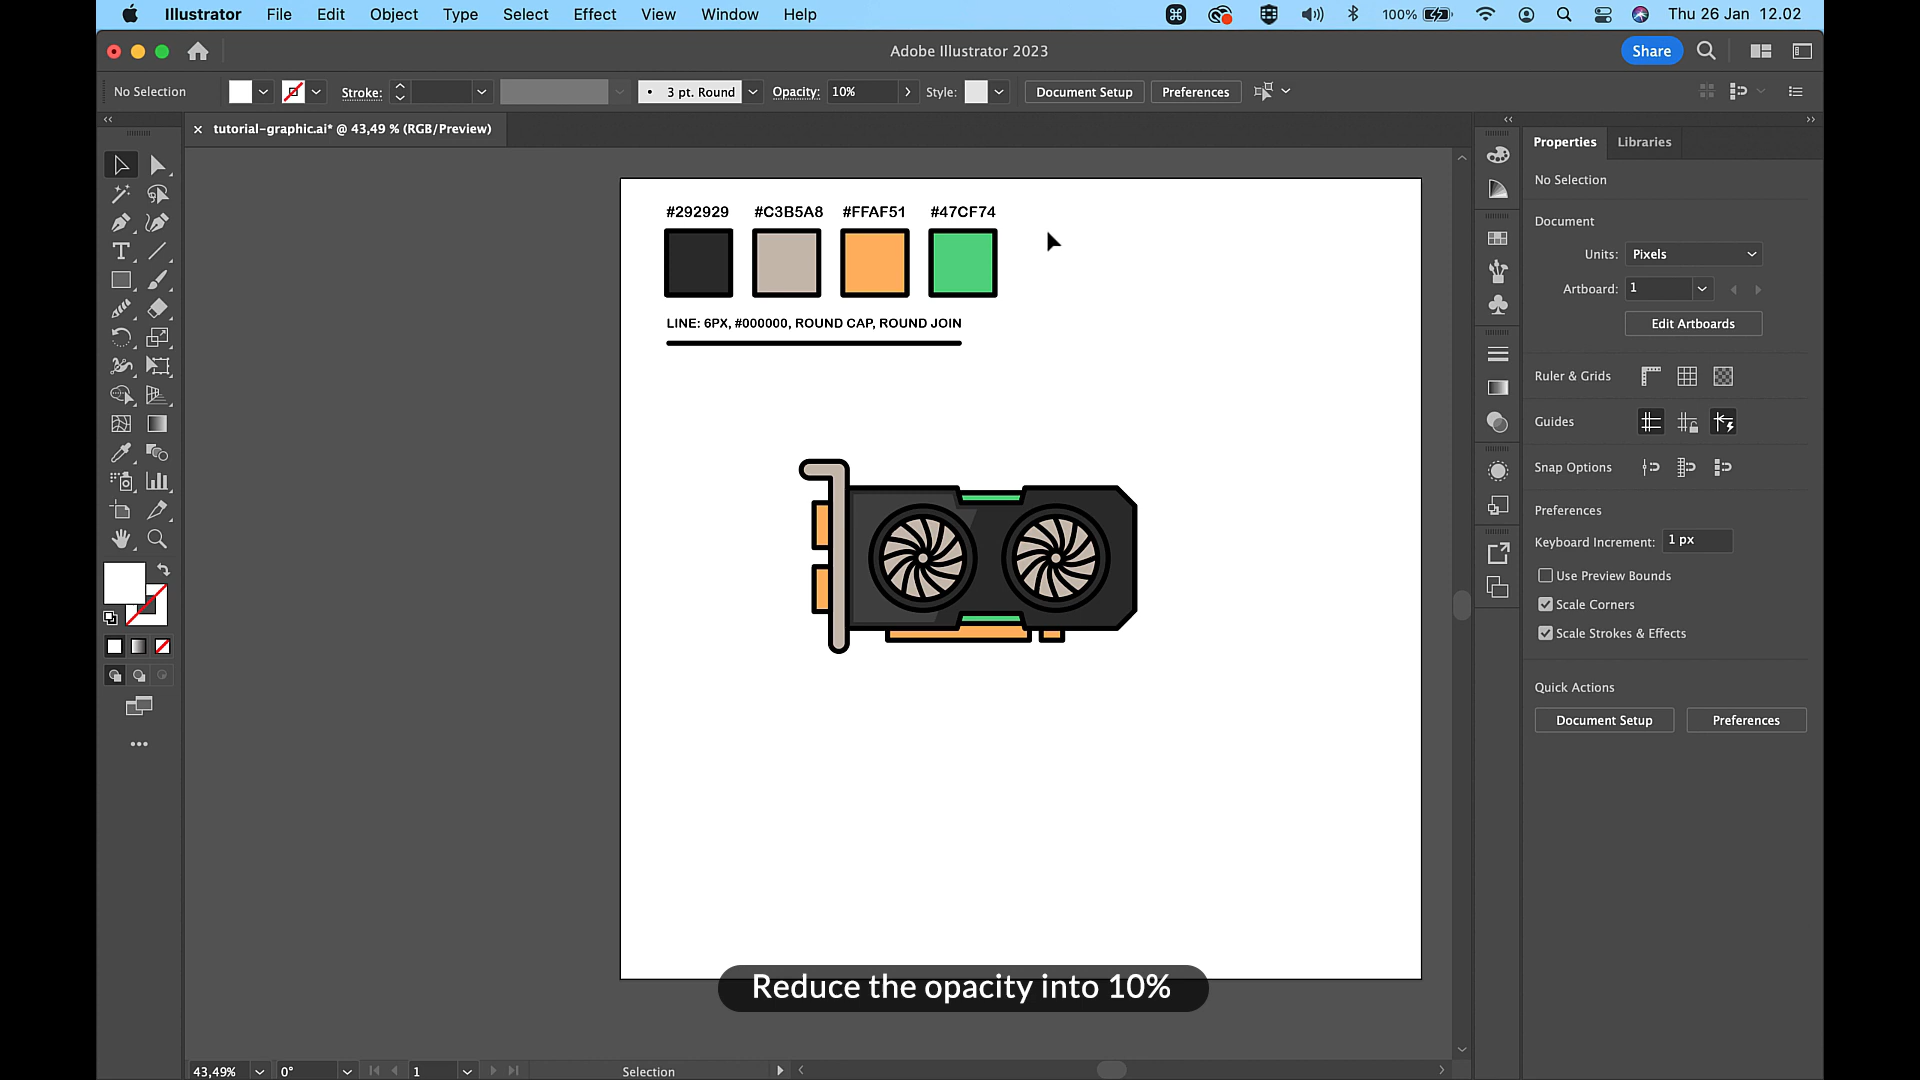 Illustrator File Edit Object Type Select Effect View Window Help 100% Thu 26 Jan 12.02
Adobe Illustrator 2023 Share
No Selection Stroke: 3 pt. Round Opacity: 10% Style: Document Setup Preferences
tutorial-graphic.ai* @ 43,49 % (RGB/Preview)
Properties Libraries
No Selection
Document
Units: Pixels
Artboard: 1
Edit Artboards
Ruler & Grids
Guides
Snap Options
Preferences
Keyboard Increment: 1 px
Use Preview Bounds
Scale Corners
Scale Strokes & Effects
Quick Actions
Document Setup Preferences
#292929 #C3B5A8 #FFAF51 #47CF74
LINE: 6PX, #000000, ROUND CAP, ROUND JOIN
Reduce the opacity into 10%
43,49% 0° 1 Selection